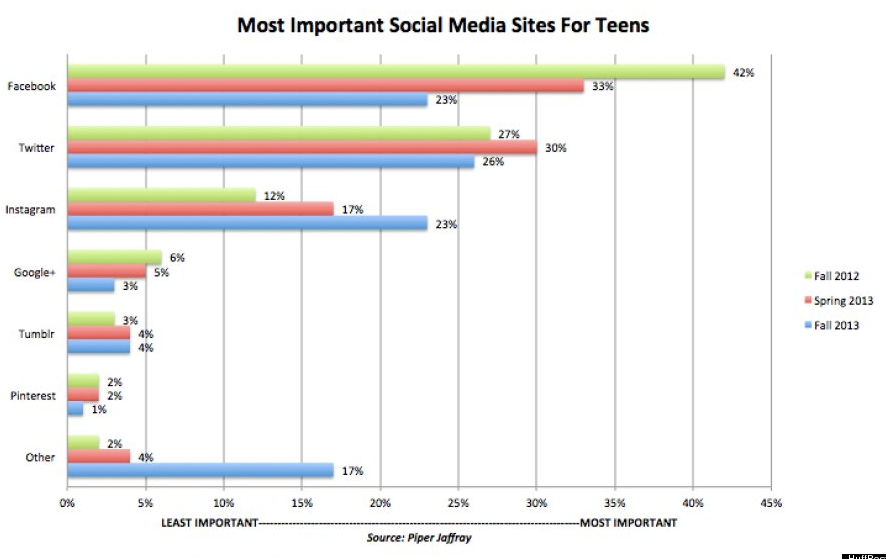 Most Important Social Media Sites For Teens
Facebook
42%
33%
23%
Twitter
27%
30%
26%
Instagram
12%
17%
23%
Google+
6%
5%
3%
Tumblr
3%
4%
4%
Pinterest
2%
2%
1%
Other
2%
4%
17%
Fall 2012
Spring 2013
Fall 2013
0% 5% 10% 15% 20% 25% 30% 35% 40% 45%
LEAST IMPORTANT--------------------------------------------------------------------------------MOST IMPORTANT
Source: Piper Jaffray